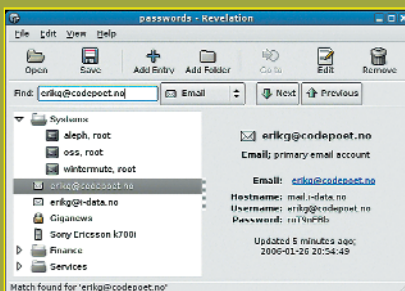 passwords - Revelation
File Edit View Help
Open Save Add Entry Add Folder Go to Edit Remove
Find: erikg@codepoet.no Email Next Previous
Systems
aleph, root
oss, root
wintermute, root
erikg@codepoet.no
erikg@i-data.no
Giganews
Sony Ericsson k700i
Finance
Services
erikg@codepoet.no
Email; primary email account
Email: erikg@codepoet.no
Hostname: mail.i-data.no
Username: erikg@codepoet.no
Password:
Updated 5 minutes ago;
2006-01-26 20:54:49
Match found for 'erikg@codepoet.no'